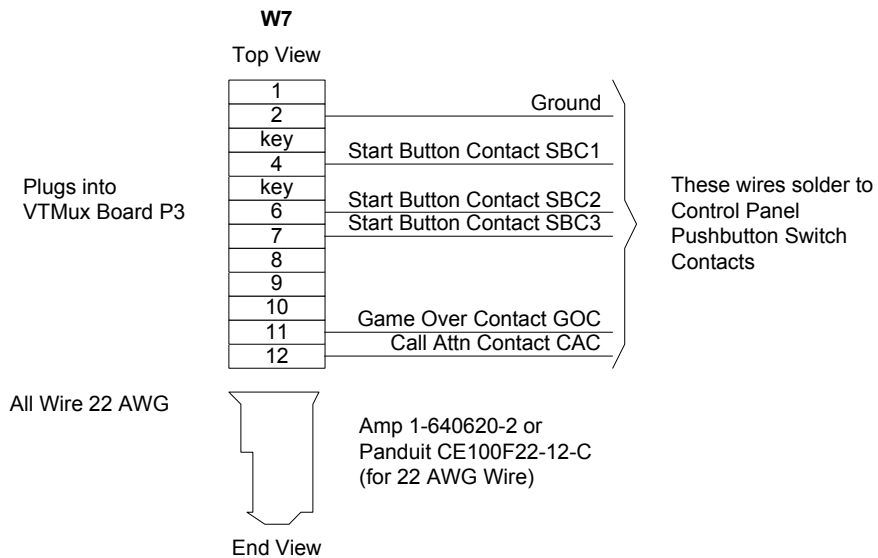 W7
Top View
1
2
key
4
key
6
7
8
9
10
11
12
Ground
Start Button Contact SBC1
Start Button Contact SBC2
Start Button Contact SBC3
Game Over Contact GOC
Call Attn Contact CAC
Plugs into
VTMux Board P3
These wires solder to
Control Panel
Pushbutton Switch
Contacts
All Wire 22 AWG
Amp 1-640620-2 or
Panduit CE100F22-12-C
(for 22 AWG Wire)
End View